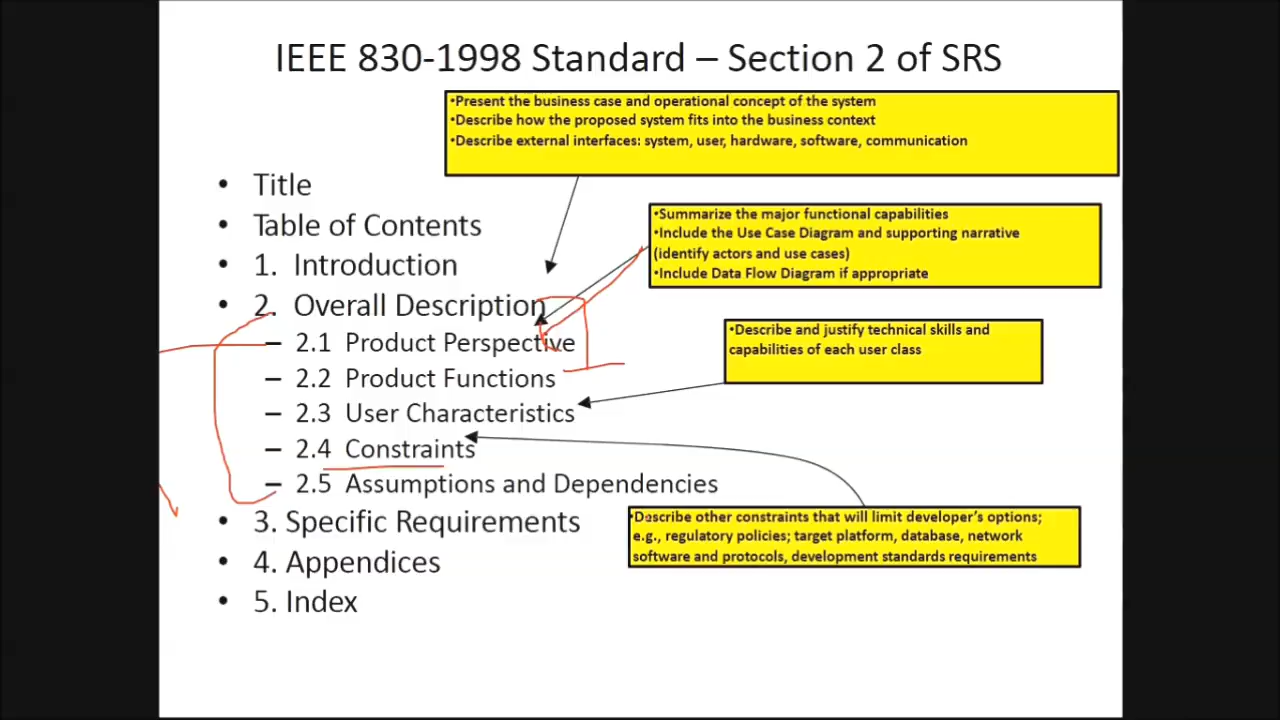 IEEE 830-1998 Standard – Section 2 of SRS
•Present the business case and operational concept of the system
•Describe how the proposed system fits into the business context
•Describe external interfaces: system, user, hardware, software, communication
• Title
• Table of Contents
• 1. Introduction
• 2. Overall Description
– 2.1 Product Perspective
– 2.2 Product Functions
– 2.3 User Characteristics
– 2.4 Constraints
– 2.5 Assumptions and Dependencies
• 3. Specific Requirements
• 4. Appendices
• 5. Index
•Summarize the major functional capabilities
•Include the Use Case Diagram and supporting narrative
(identify actors and use cases)
•Include Data Flow Diagram if appropriate
•Describe and justify technical skills and
capabilities of each user class
•Describe other constraints that will limit developer's options;
e.g., regulatory policies; target platform, database, network
software and protocols, development standards requirements